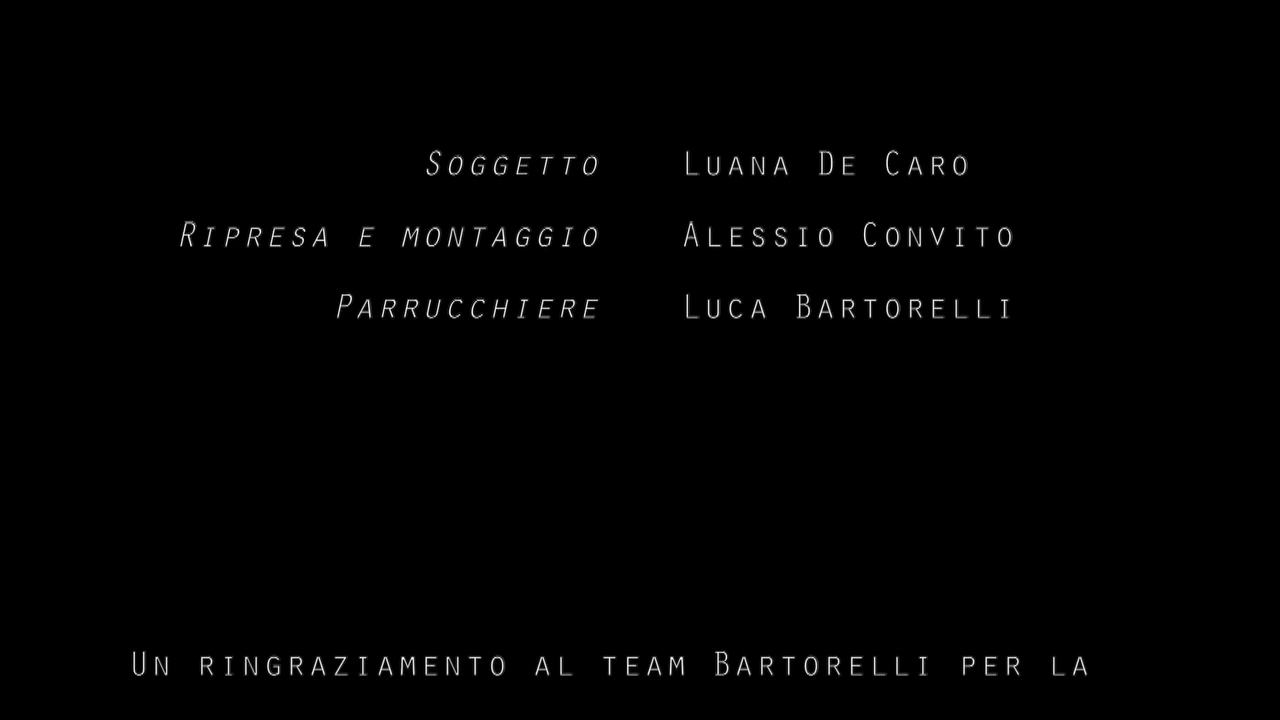 Soggetto Luana De Caro
Ripresa e montaggio Alessio Convito
Parrucchiere Luca Bartorelli
Un ringraziamento al team Bartorelli per la